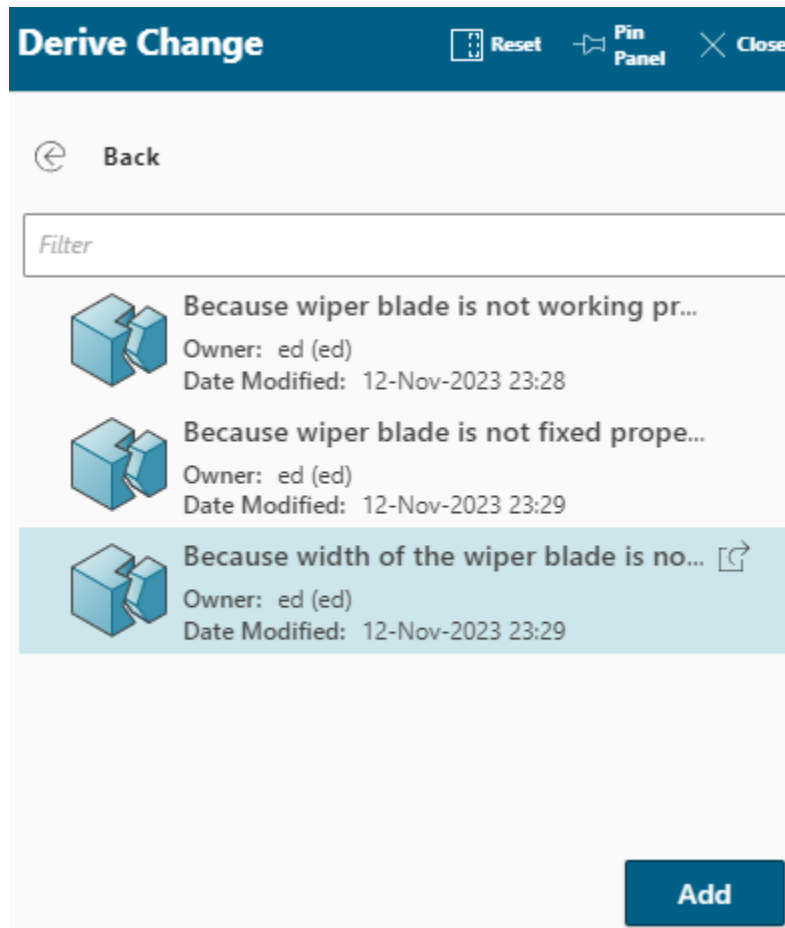 Derive Change
Reset
Pin
Panel
Close
Back
Filter
Because wiper blade is not working pr...
Owner: ed (ed)
Date Modified: 12-Nov-2023 23:28
Because wiper blade is not fixed prope...
Owner: ed (ed)
Date Modified: 12-Nov-2023 23:29
Because width of the wiper blade is no...
Owner: ed (ed)
Date Modified: 12-Nov-2023 23:29
Add